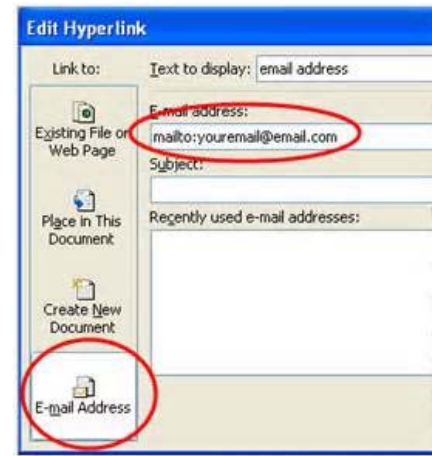 Edit Hyperlink
Link to:
Text to display: email address
Existing File or
Web Page
E-mail address:
mailto:youremail@email.com
Subject:
Place in This
Document
Recently used e-mail addresses:
Create New
Document
E-mail Address